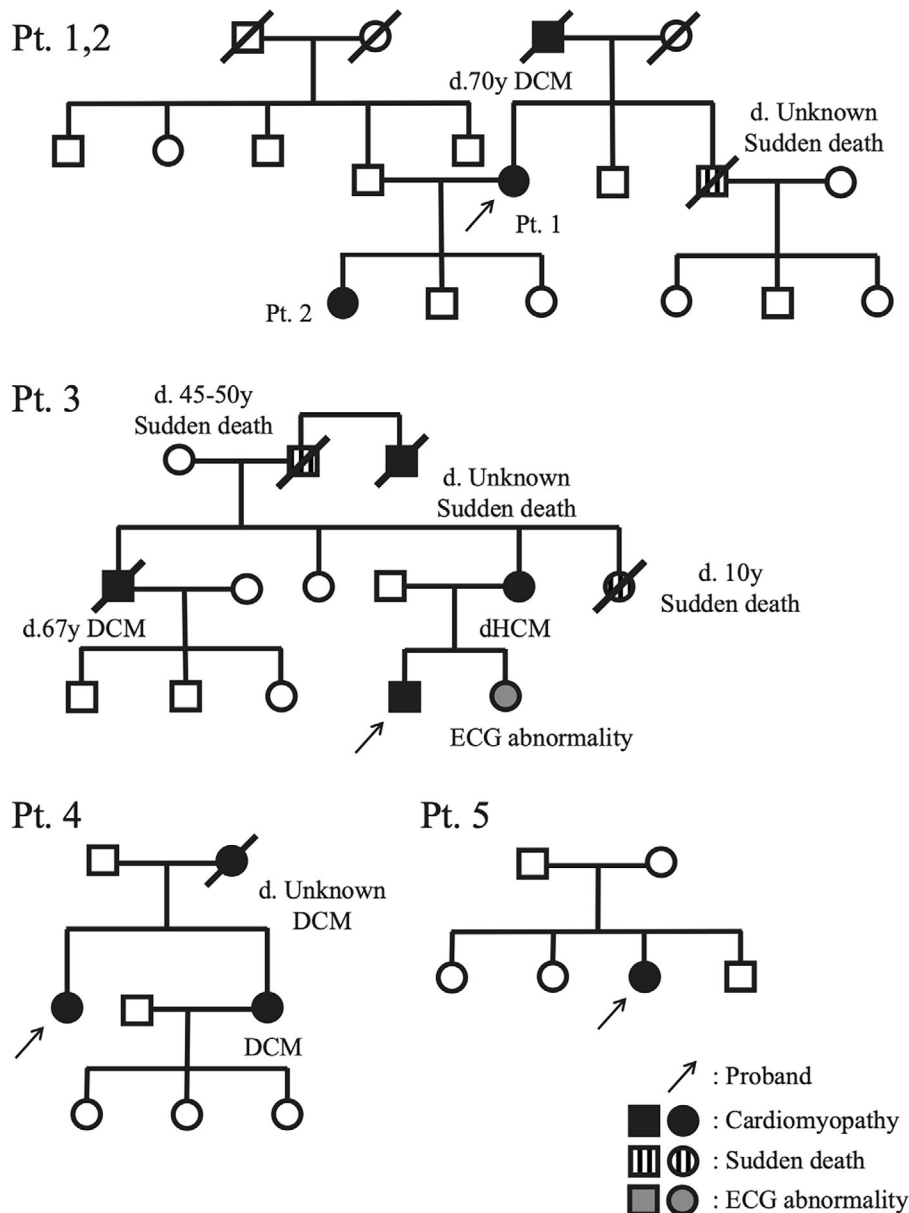 Pt. 1,2
d.70y DCM
d. Unknown
Sudden death
Pt. 1
Pt. 2
Pt. 3
d. 45-50y
Sudden death
d. Unknown
Sudden death
d. 10y
Sudden death
d.67y DCM
dHCM
ECG abnormality
Pt. 4
d. Unknown
DCM
DCM
Pt. 5
: Proband
: Cardiomyopathy
: Sudden death
: ECG abnormality